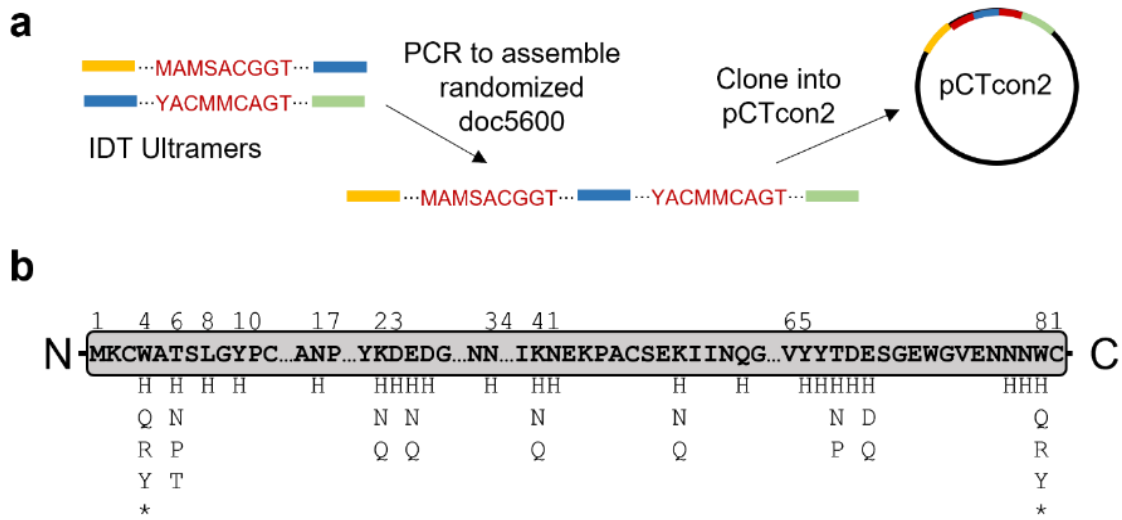 a
···MAMSACGGT···
···YACMMCAGT···
IDT Ultramers
PCR to assemble
randomized
doc5600
Clone into
pCTcon2
pCTcon2
···MAMSACGGT··· ···YACMMCAGT···
b
1 4 6 8 10 17 23 34 41 65 81
N MKCWATSLGYPC…ANP…YKDEDG…NN…IKNEKPACSEKIINQG…VYYTDESGEWGVENNNWC C
H H H H H HHHH H HH H H HHHHH HHH
Q N N N N N N D Q
R P Q Q Q Q P Q R
Y T Y
* *